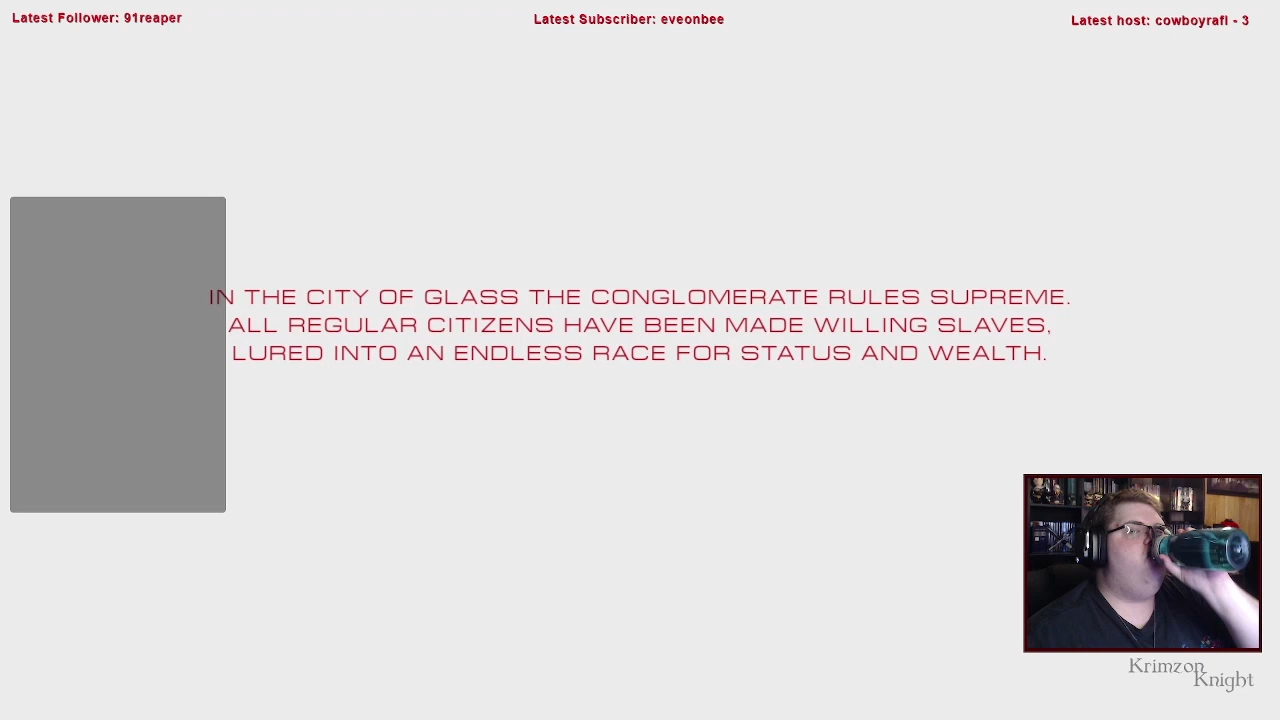 Latest Follower: 91reaper
Latest Subscriber: eveonbee
Latest host: cowboyrafl - 3
IN THE CITY OF GLASS THE CONGLOMERATE RULES SUPREME.
ALL REGULAR CITIZENS HAVE BEEN MADE WILLING SLAVES,
LURED INTO AN ENDLESS RACE FOR STATUS AND WEALTH.
Krimzon
Knight